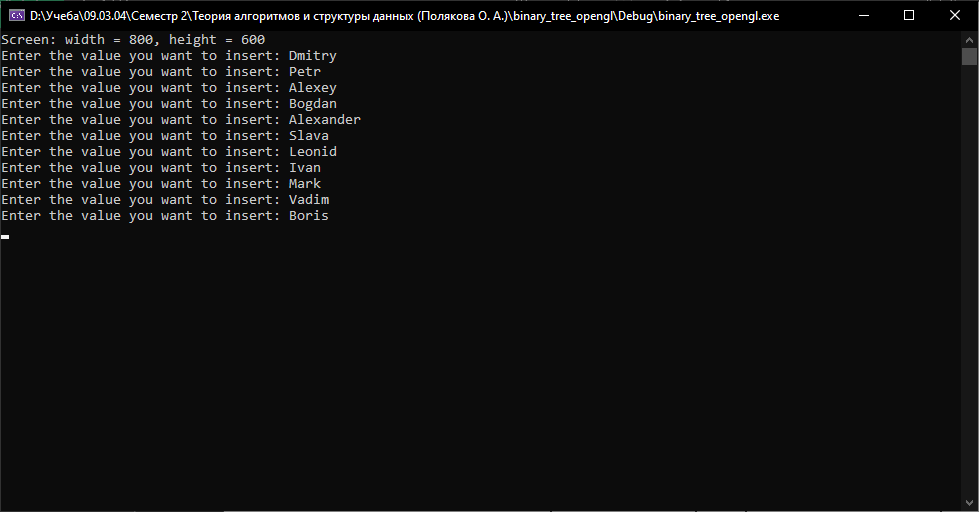 D:\Учеба\09.03.04\Семестр 2\Теория алгоритмов и структуры данных (Полякова О. А.)\binary_tree_opengl\Debug\binary_tree_opengl.exe
Screen: width = 800, height = 600
Enter the value you want to insert: Dmitry
Enter the value you want to insert: Petr
Enter the value you want to insert: Alexey
Enter the value you want to insert: Bogdan
Enter the value you want to insert: Alexander
Enter the value you want to insert: Slava
Enter the value you want to insert: Leonid
Enter the value you want to insert: Ivan
Enter the value you want to insert: Mark
Enter the value you want to insert: Vadim
Enter the value you want to insert: Boris